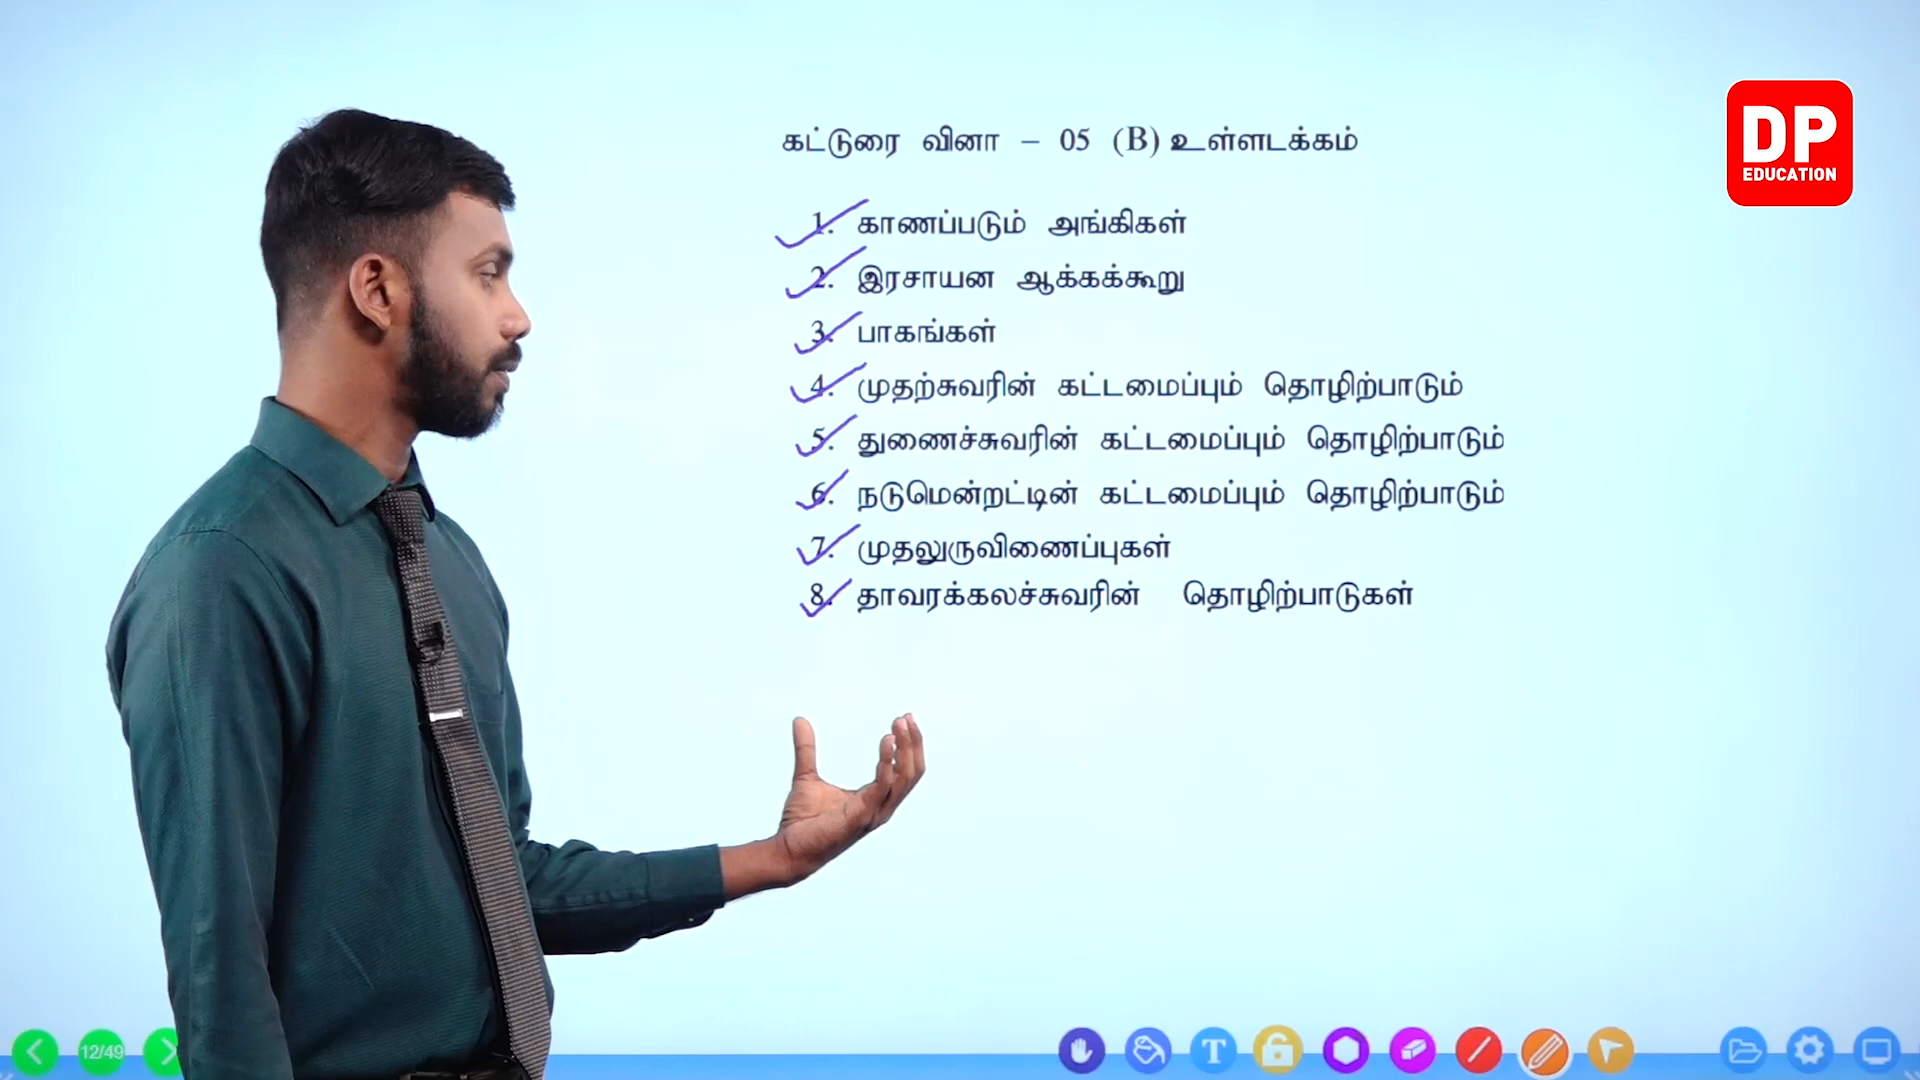 DP
EDUCATION
கட்டுரை வினா – 05 (B) உள்ளடக்கம்
1. காணப்படும் அங்கிகள்
2. இரசாயன ஆக்கக்கூறு
3. பாகங்கள்
4. முதற்சுவரின் கட்டமைப்பும் தொழிற்பாடும்
5. துணைச்சுவரின் கட்டமைப்பும் தொழிற்பாடும்
6. நடுமென்றட்டின் கட்டமைப்பும் தொழிற்பாடும்
7. முதலுருவிணைப்புகள்
8. தாவரக்கலச்சுவரின் தொழிற்பாடுகள்
12/49
T